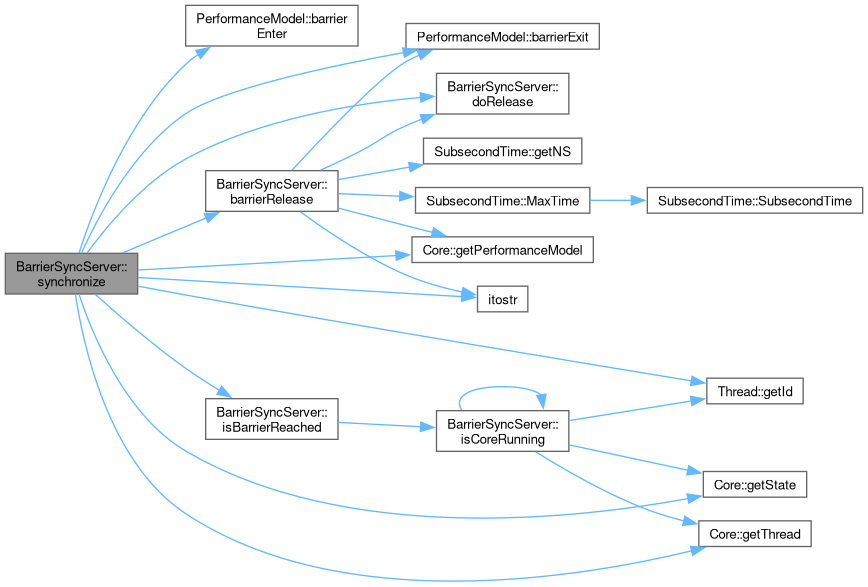 PerformanceModel::barrier
Enter
PerformanceModel::barrierExit
BarrierSyncServer::
doRelease
SubsecondTime::getNS
BarrierSyncServer::
barrierRelease
SubsecondTime::MaxTime
SubsecondTime::SubsecondTime
Core::getPerformanceModel
BarrierSyncServer::
synchronize
itostr
Thread::getId
BarrierSyncServer::
isBarrierReached
BarrierSyncServer::
isCoreRunning
Core::getState
Core::getThread